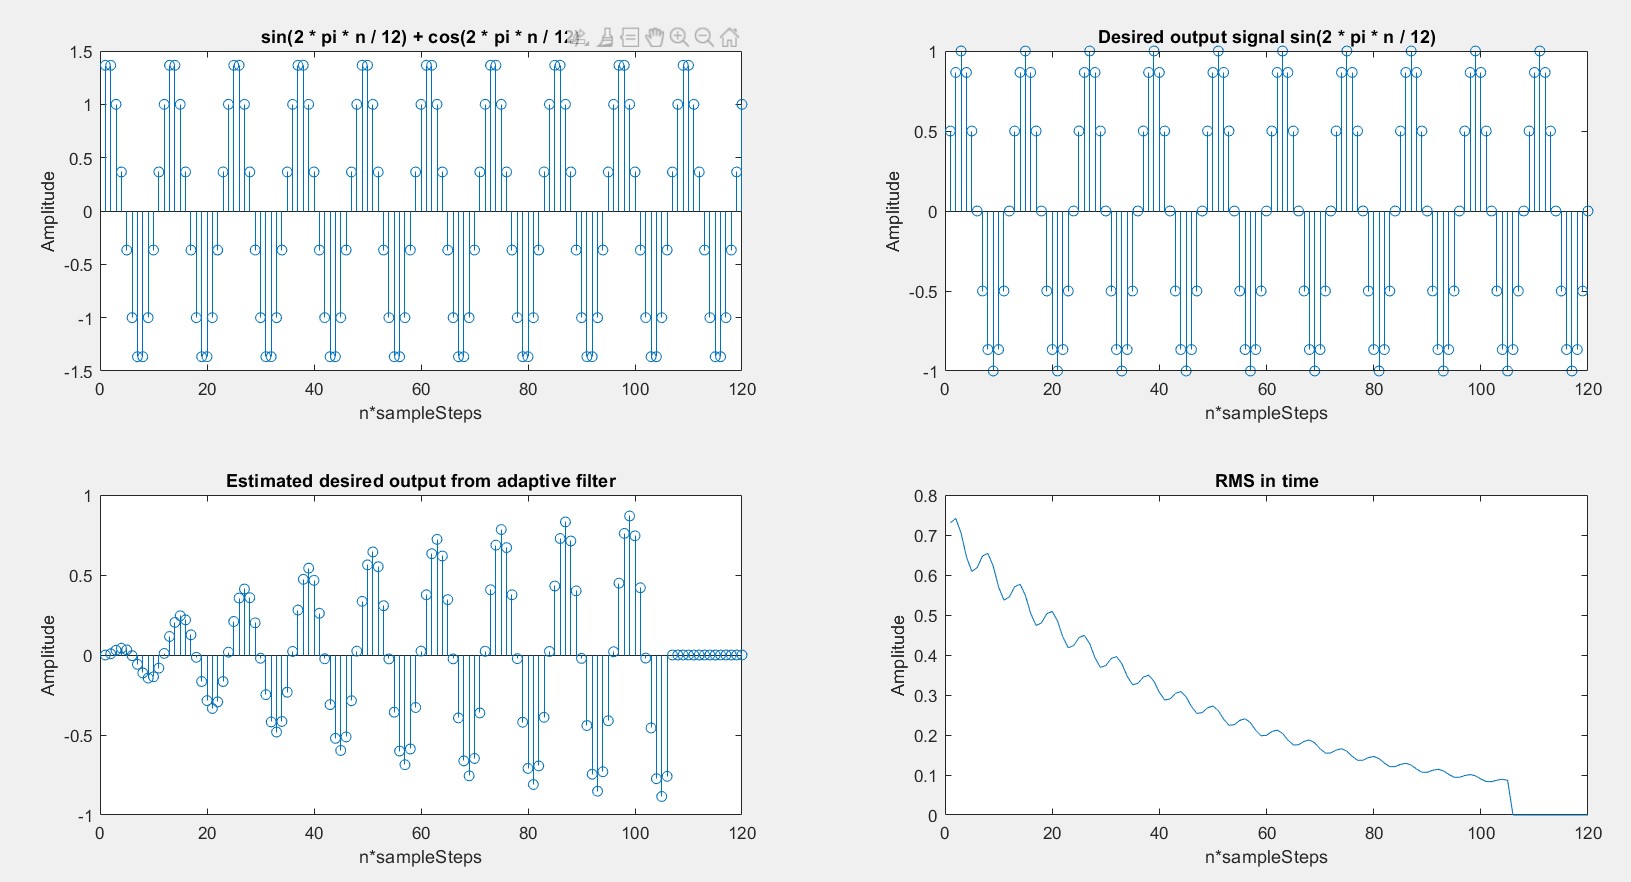 sin(2 * pi * n / 12) + cos(2 * pi * n / 12)
1.5
1
0.5
0
-0.5
-1
-1.5
Amplitude
0 20 40 60 80 100 120
n*sampleSteps
Desired output signal sin(2 * pi * n / 12)
1
0.5
0
-0.5
-1
Amplitude
0 20 40 60 80 100 120
n*sampleSteps
Estimated desired output from adaptive filter
1
0.5
0
-0.5
-1
Amplitude
0 20 40 60 80 100 120
n*sampleSteps
RMS in time
0.8
0.7
0.6
0.5
0.4
0.3
0.2
0.1
0
Amplitude
0 20 40 60 80 100 120
n*sampleSteps